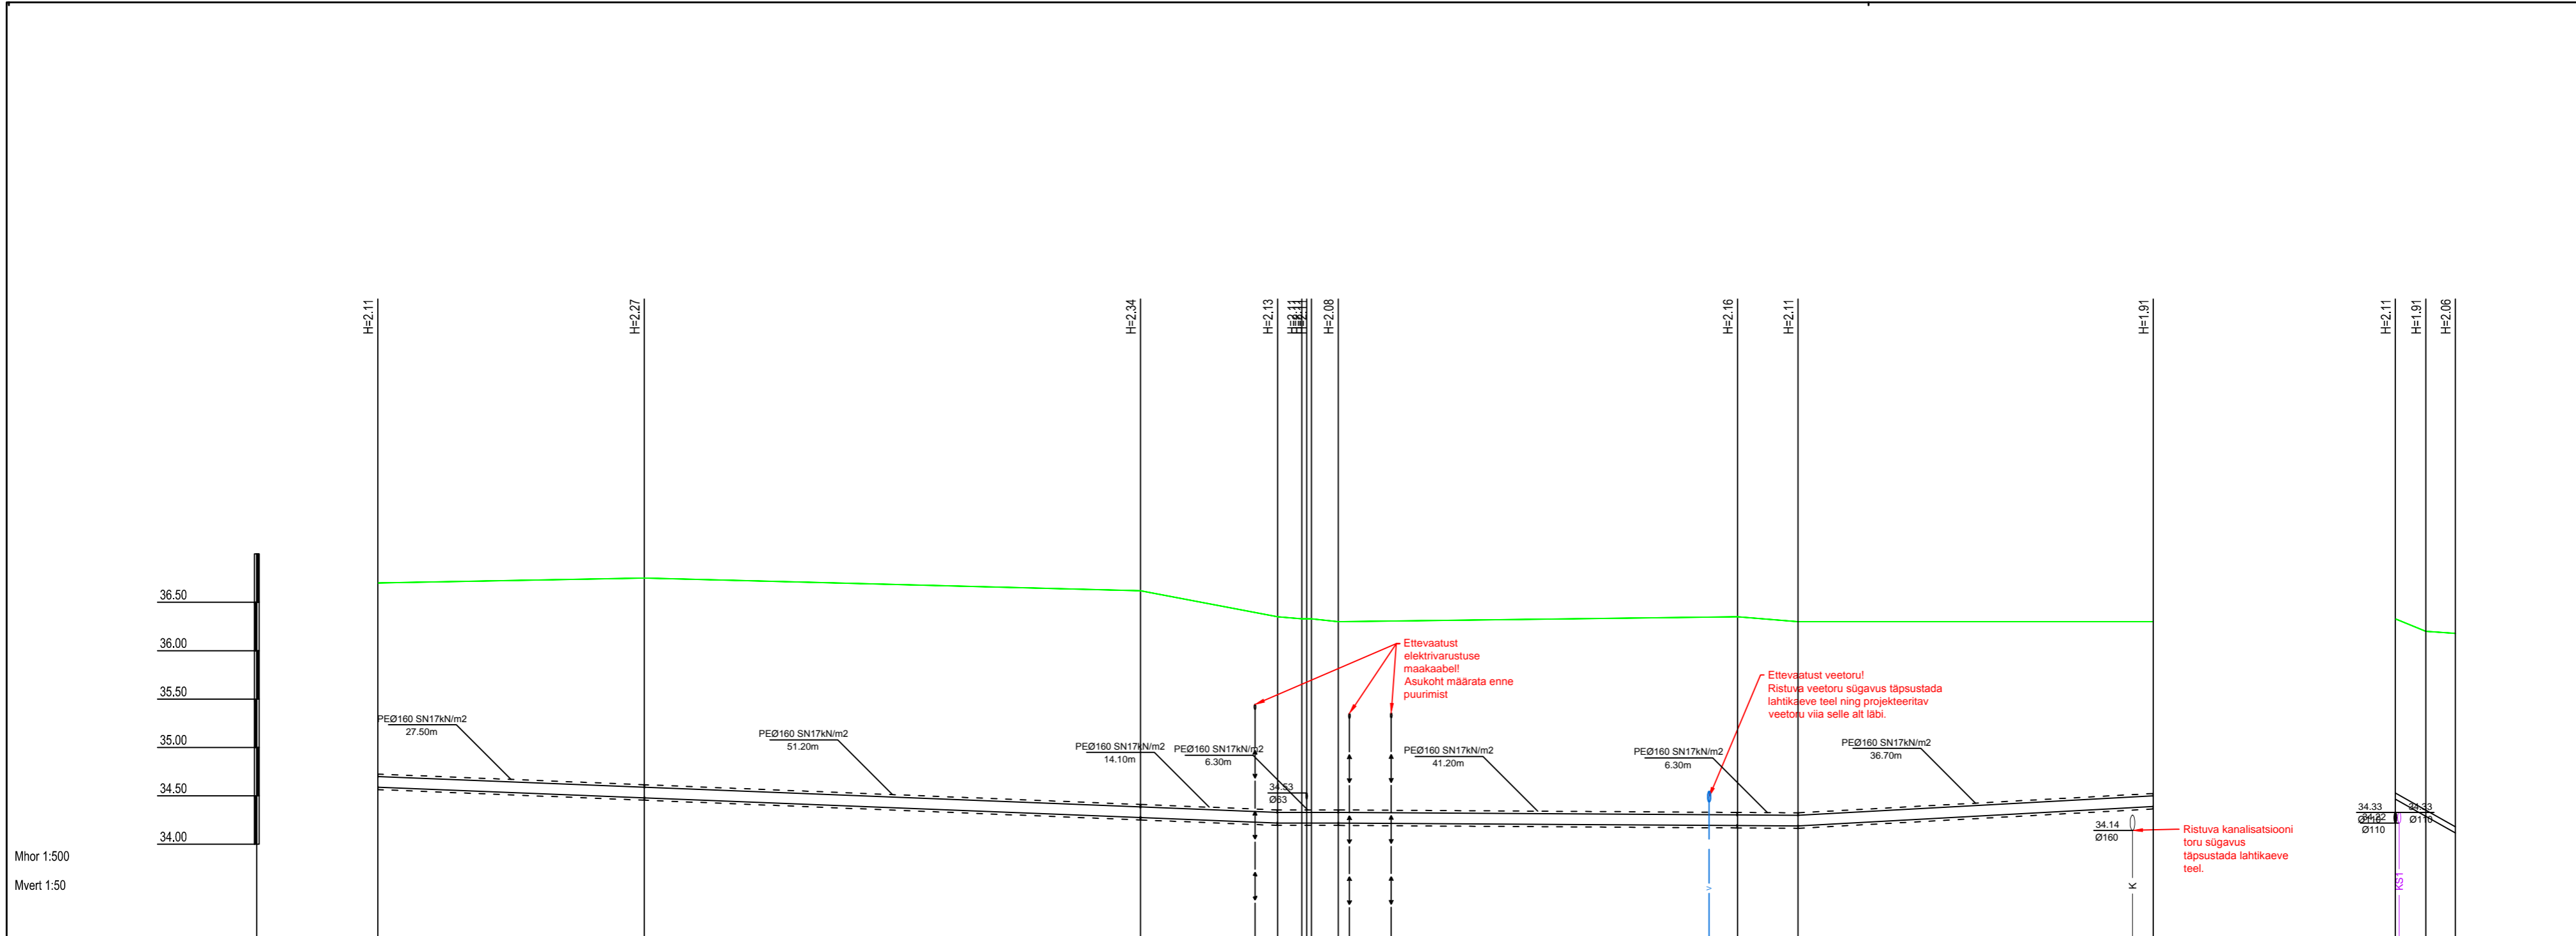 H=2.11
H=2.27
H=2.34
H=2.13
H=2.11
H=2.11
H=2.08
H=2.16
H=2.11
H=1.91
H=2.11
H=1.91
H=2.06
36.50
36.00
35.50
35.00
34.50
34.00
Mhor 1:500
Mvert 1:50
PEØ160 SN17kN/m2
27.50m
PEØ160 SN17kN/m2
51.20m
PEØ160 SN17kN/m2
14.10m
PEØ160 SN17kN/m2
6.30m
34.53
Ø63
Ettevaatust
elektrivarustuse
maakaabel!
Asukoht määrata enne
puurimist
PEØ160 SN17kN/m2
41.20m
PEØ160 SN17kN/m2
6.30m
Ettevaatust veetoru!
Ristuva veetoru sügavus täpsustada
lahtikaeve teel ning projekteeritav
veetoru viia selle alt läbi.
V
PEØ160 SN17kN/m2
36.70m
34.14
Ø160
K
Ristuva kanalisatsiooni
toru sügavus
täpsustada lahtikaeve
teel.
34.33
Ø110
34.33
Ø110
KS1